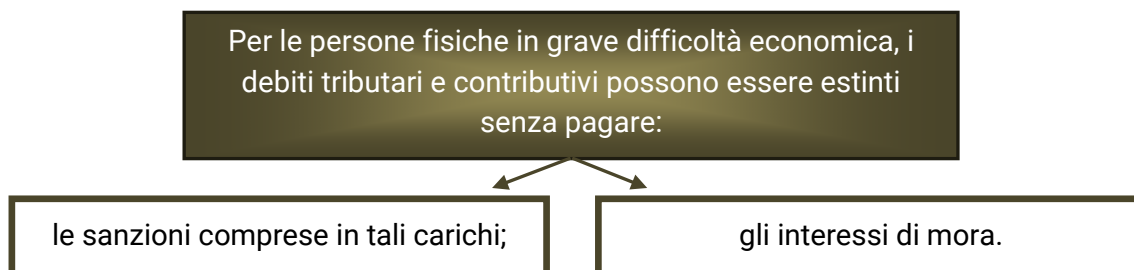 Per le persone fisiche in grave difficoltà economica, i
debiti tributari e contributivi possono essere estinti
senza pagare:
le sanzioni comprese in tali carichi;
gli interessi di mora.